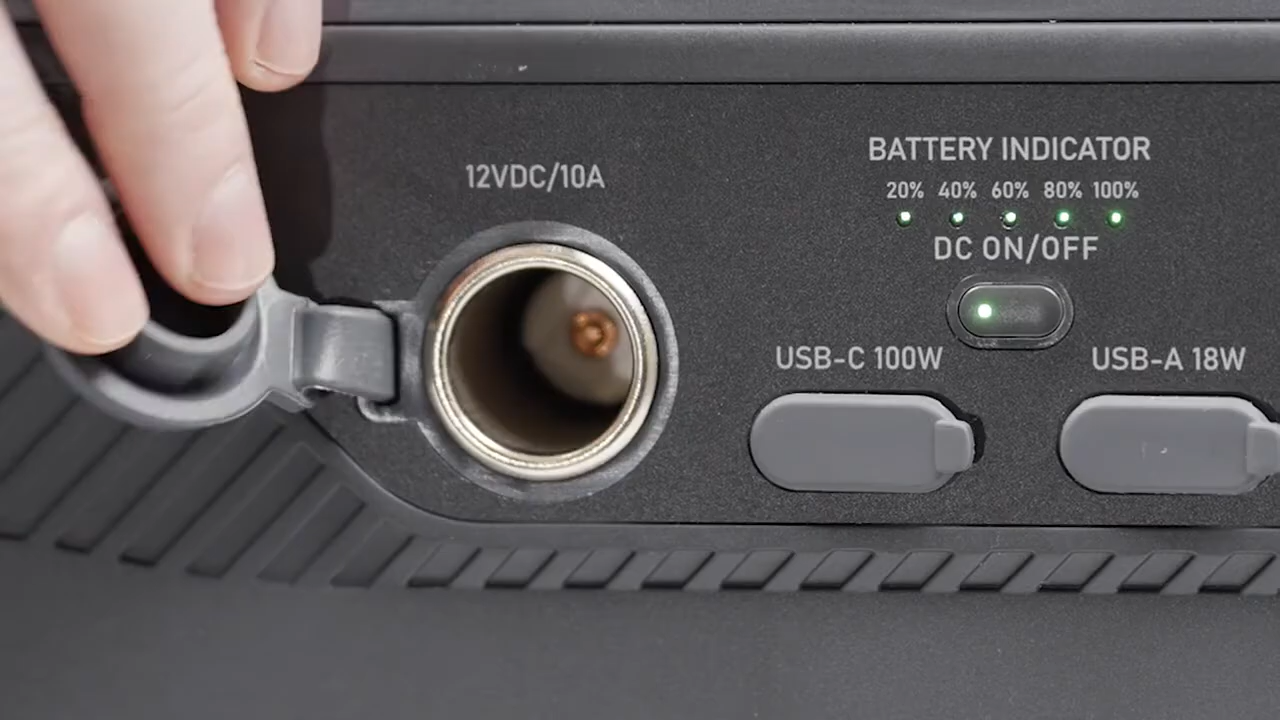 12VDC/10A
BATTERY INDICATOR
20% 40% 60% 80% 100%
DC ON/OFF
USB-C 100W
USB-A 18W